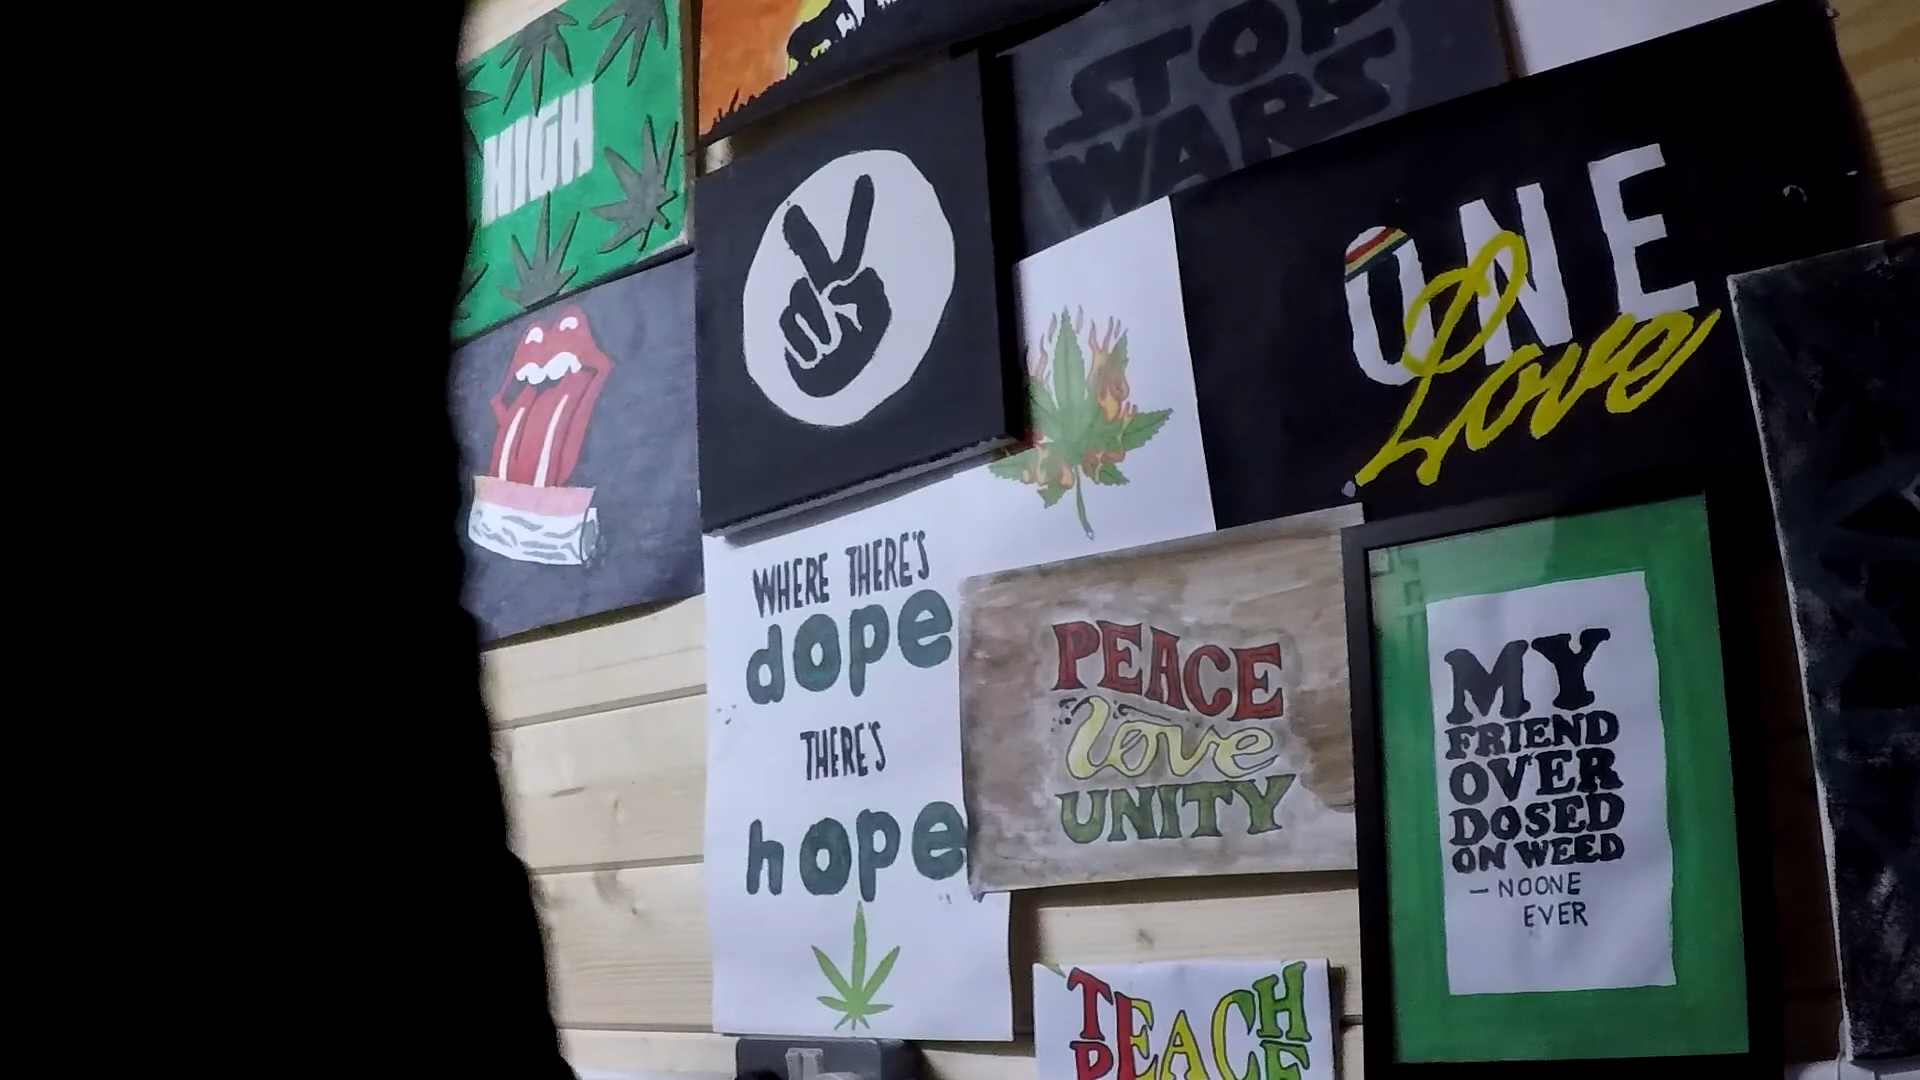 HIGH
STOP
WARS
ONE
Love
WHERE THERE'S
dope
THERE'S
hope
PEACE
love
UNITY
MY
FRIEND
OVER
DOSED
ON WEED
— NOONE
EVER
TEACH